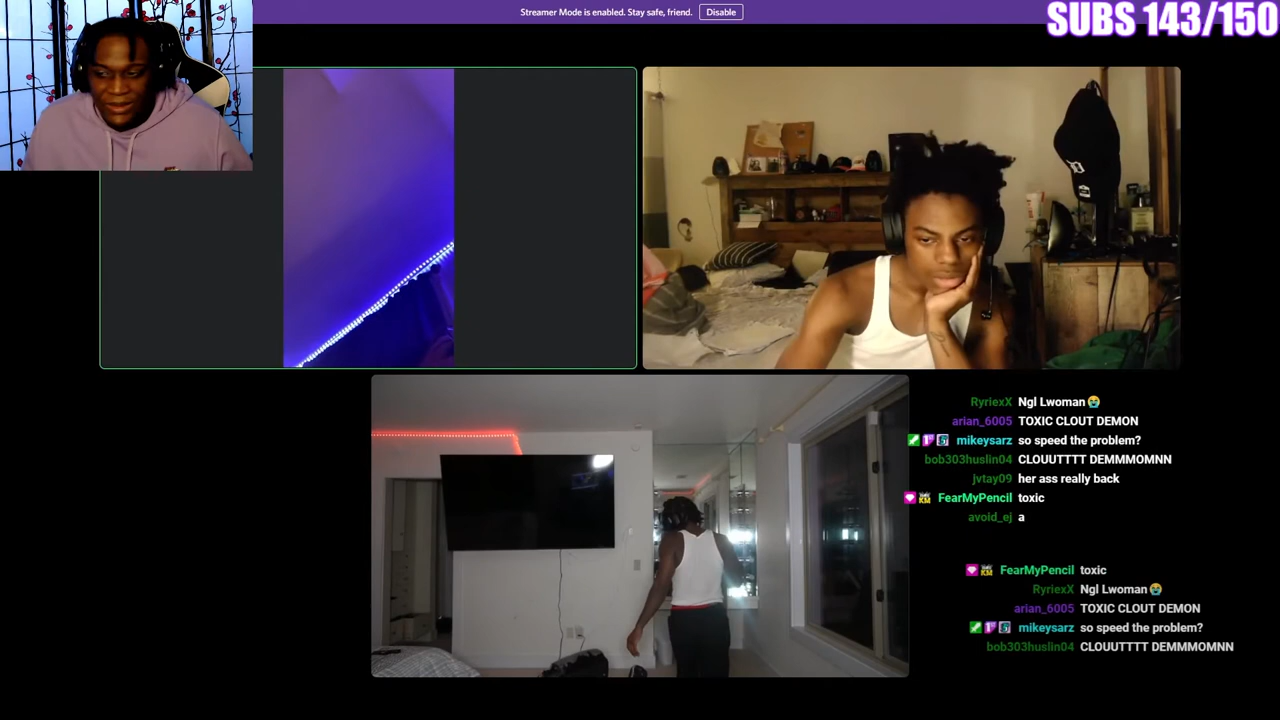 Streamer Mode is enabled. Stay safe, friend. Disable
SUBS 143/150
RyriexX Ngl Lwoman😭
arian_6005 TOXIC CLOUT DEMON
mikeysarz so speed the problem?
bob303huslin04 CLOUUTTTT DEMMMOMNN
jvtay09 her ass really back
FearMyPencil toxic
avoid_ej a
FearMyPencil toxic
RyriexX Ngl Lwoman😭
arian_6005 TOXIC CLOUT DEMON
mikeysarz so speed the problem?
bob303huslin04 CLOUUTTTT DEMMMOMNN